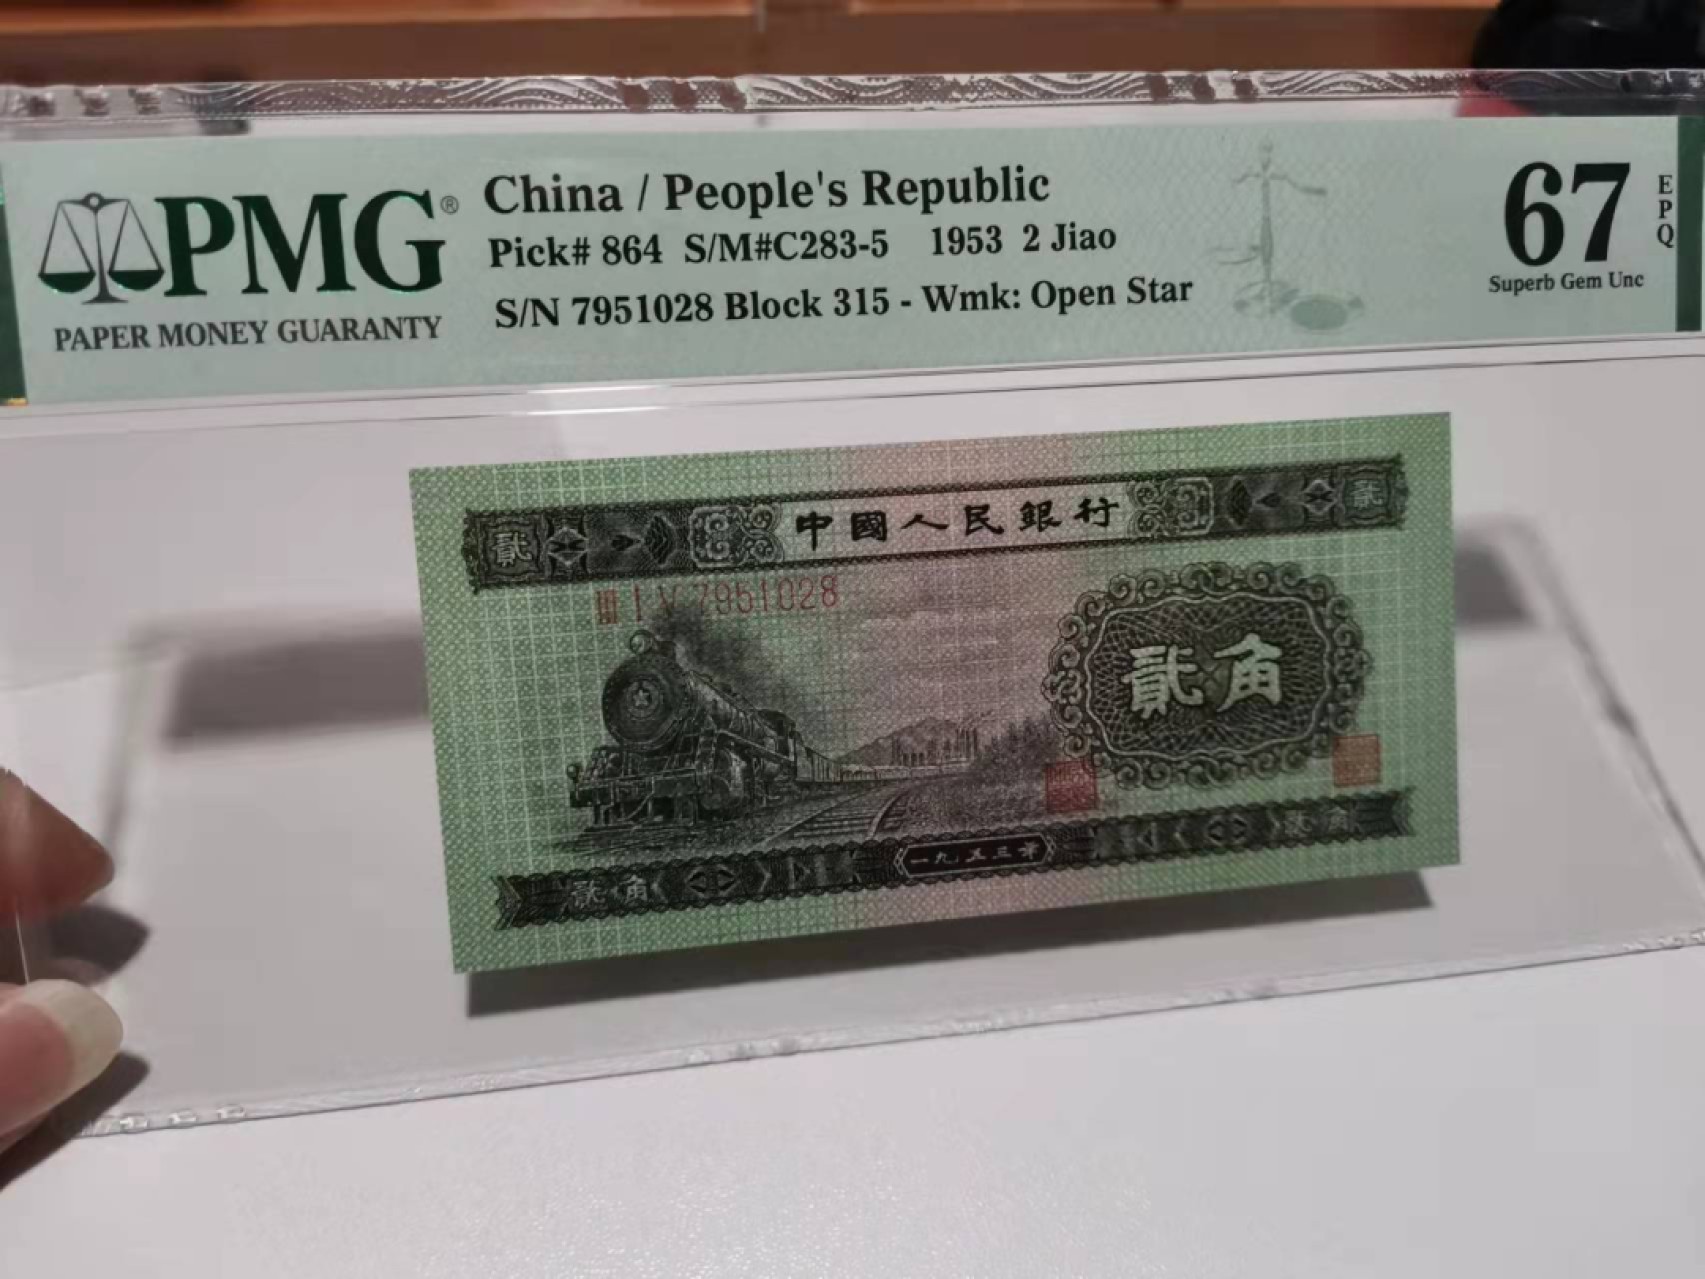 PMG®
PAPER MONEY GUARANTY
China / People's Republic
Pick# 864 S/M#C283-5 1953 2 Jiao
S/N 7951028 Block 315 - Wmk: Open Star
67
EPQ
Superb Gem Unc
貳 中國人民銀行 貳
III I V 7951028
貳角
貳角 一九五三年 貳角